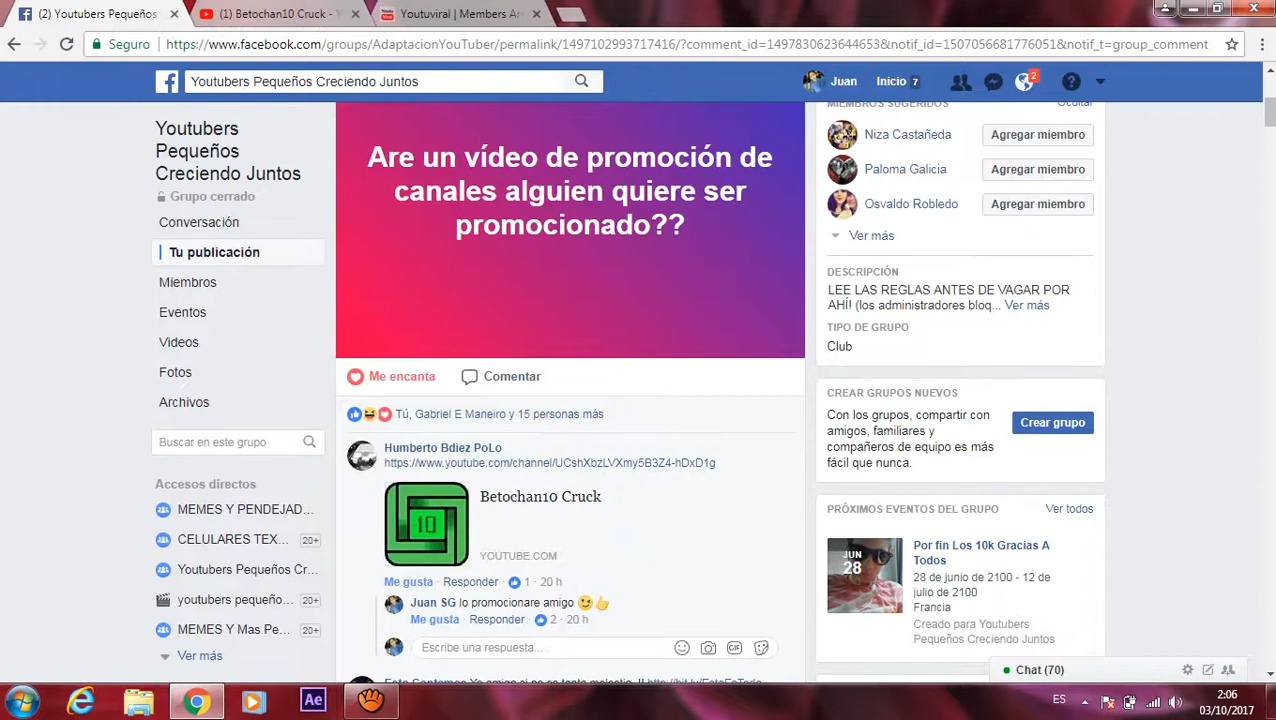 (2) Youtubers Pequeños
(1) Betochan10 Cruck -
Youtuviral | Members Ar
Seguro
https://www.facebook.com/groups/AdaptacionYouTuber/permalink/1497102993717416/?comment_id=1497830623644653&notif_id=1507056681776051&notif_t=group_comment
Youtubers Pequeños Creciendo Juntos
Juan
Inicio 7
2
Youtubers
Pequeños
Creciendo Juntos
Grupo cerrado
Conversación
Tu publicación
Miembros
Eventos
Videos
Fotos
Archivos
Buscar en este grupo
Accesos directos
MEMES Y PENDEJAD...
CELULARES TEX... 20+
Youtubers Pequeños Cr...
youtubers pequeño... 20+
MEMES Y Mas Pe... 20+
Ver más
Are un vídeo de promoción de
canales alguien quiere ser
promocionado??
Me encanta
Comentar
Tú, Gabriel E Maneiro y 15 personas más
Humberto Bdiez PoLo
https://www.youtube.com/channel/UCshXbzLVXmy5B3Z4-hDxD1g
10
Betochan10 Cruck
YOUTUBE.COM
Me gusta · Responder · 1 · 20 h
Juan SG lo promocionare amigo
Me gusta · Responder · 2 · 20 h
Escribe una respuesta...
GIF
MIEMBROS SUGERIDOS
Ocultar
Niza Castañeda
Agregar miembro
Paloma Galicia
Agregar miembro
Osvaldo Robledo
Agregar miembro
Ver más
DESCRIPCIÓN
LEE LAS REGLAS ANTES DE VAGAR POR
AHÍ! (los administradores bloq... Ver más
TIPO DE GRUPO
Club
CREAR GRUPOS NUEVOS
Con los grupos, compartir con
amigos, familiares y
compañeros de equipo es más
fácil que nunca.
Crear grupo
PRÓXIMOS EVENTOS DEL GRUPO
Ver todos
JUN
28
Por fin Los 10k Gracias A
Todos
28 de junio de 2100 - 12 de
julio de 2100
Francia
Creado para Youtubers
Pequeños Creciendo Juntos
Chat (70)
Ae
ES
2:06
03/10/2017